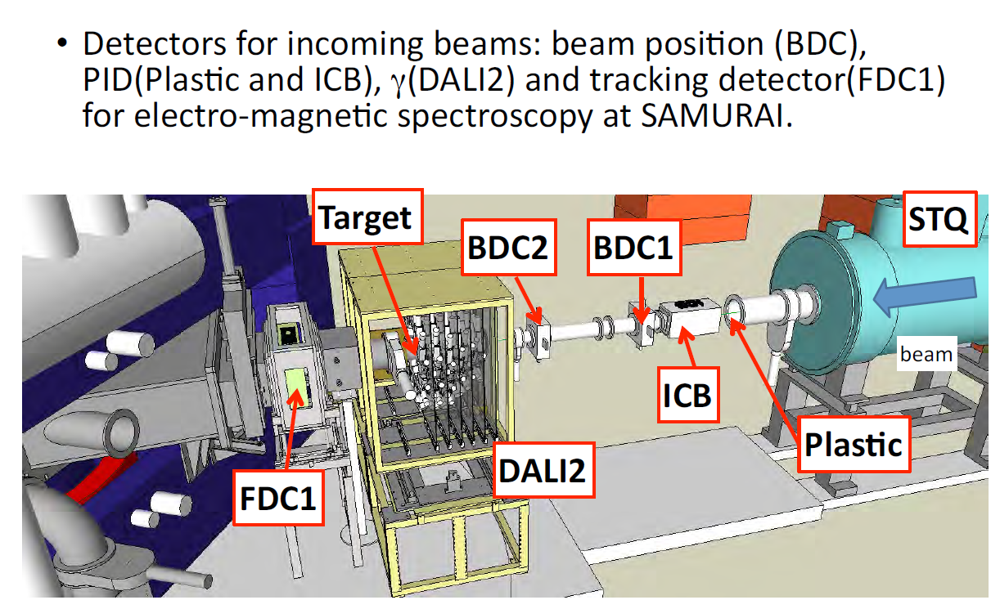 • Detectors for incoming beams: beam position (BDC),
PID(Plastic and ICB), γ(DALI2) and tracking detector(FDC1)
for electro-magnetic spectroscopy at SAMURAI.
Target
BDC2
BDC1
STQ
beam
ICB
Plastic
DALI2
FDC1